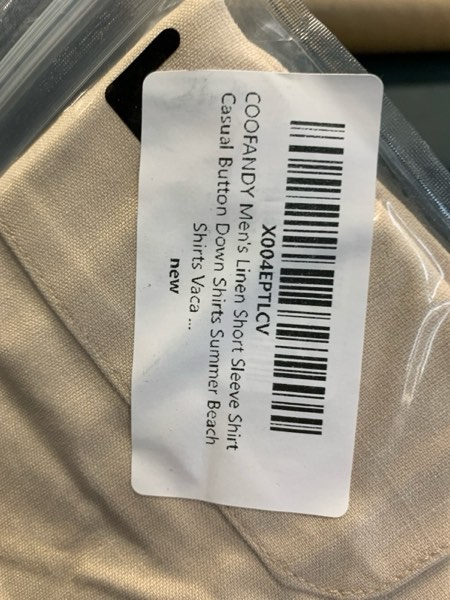 X004EPTLCV
COOFANDY Men's Linen Short Sleeve Shirt
Casual Button Down Shirts Summer Beach
Shirts Vaca ...
new